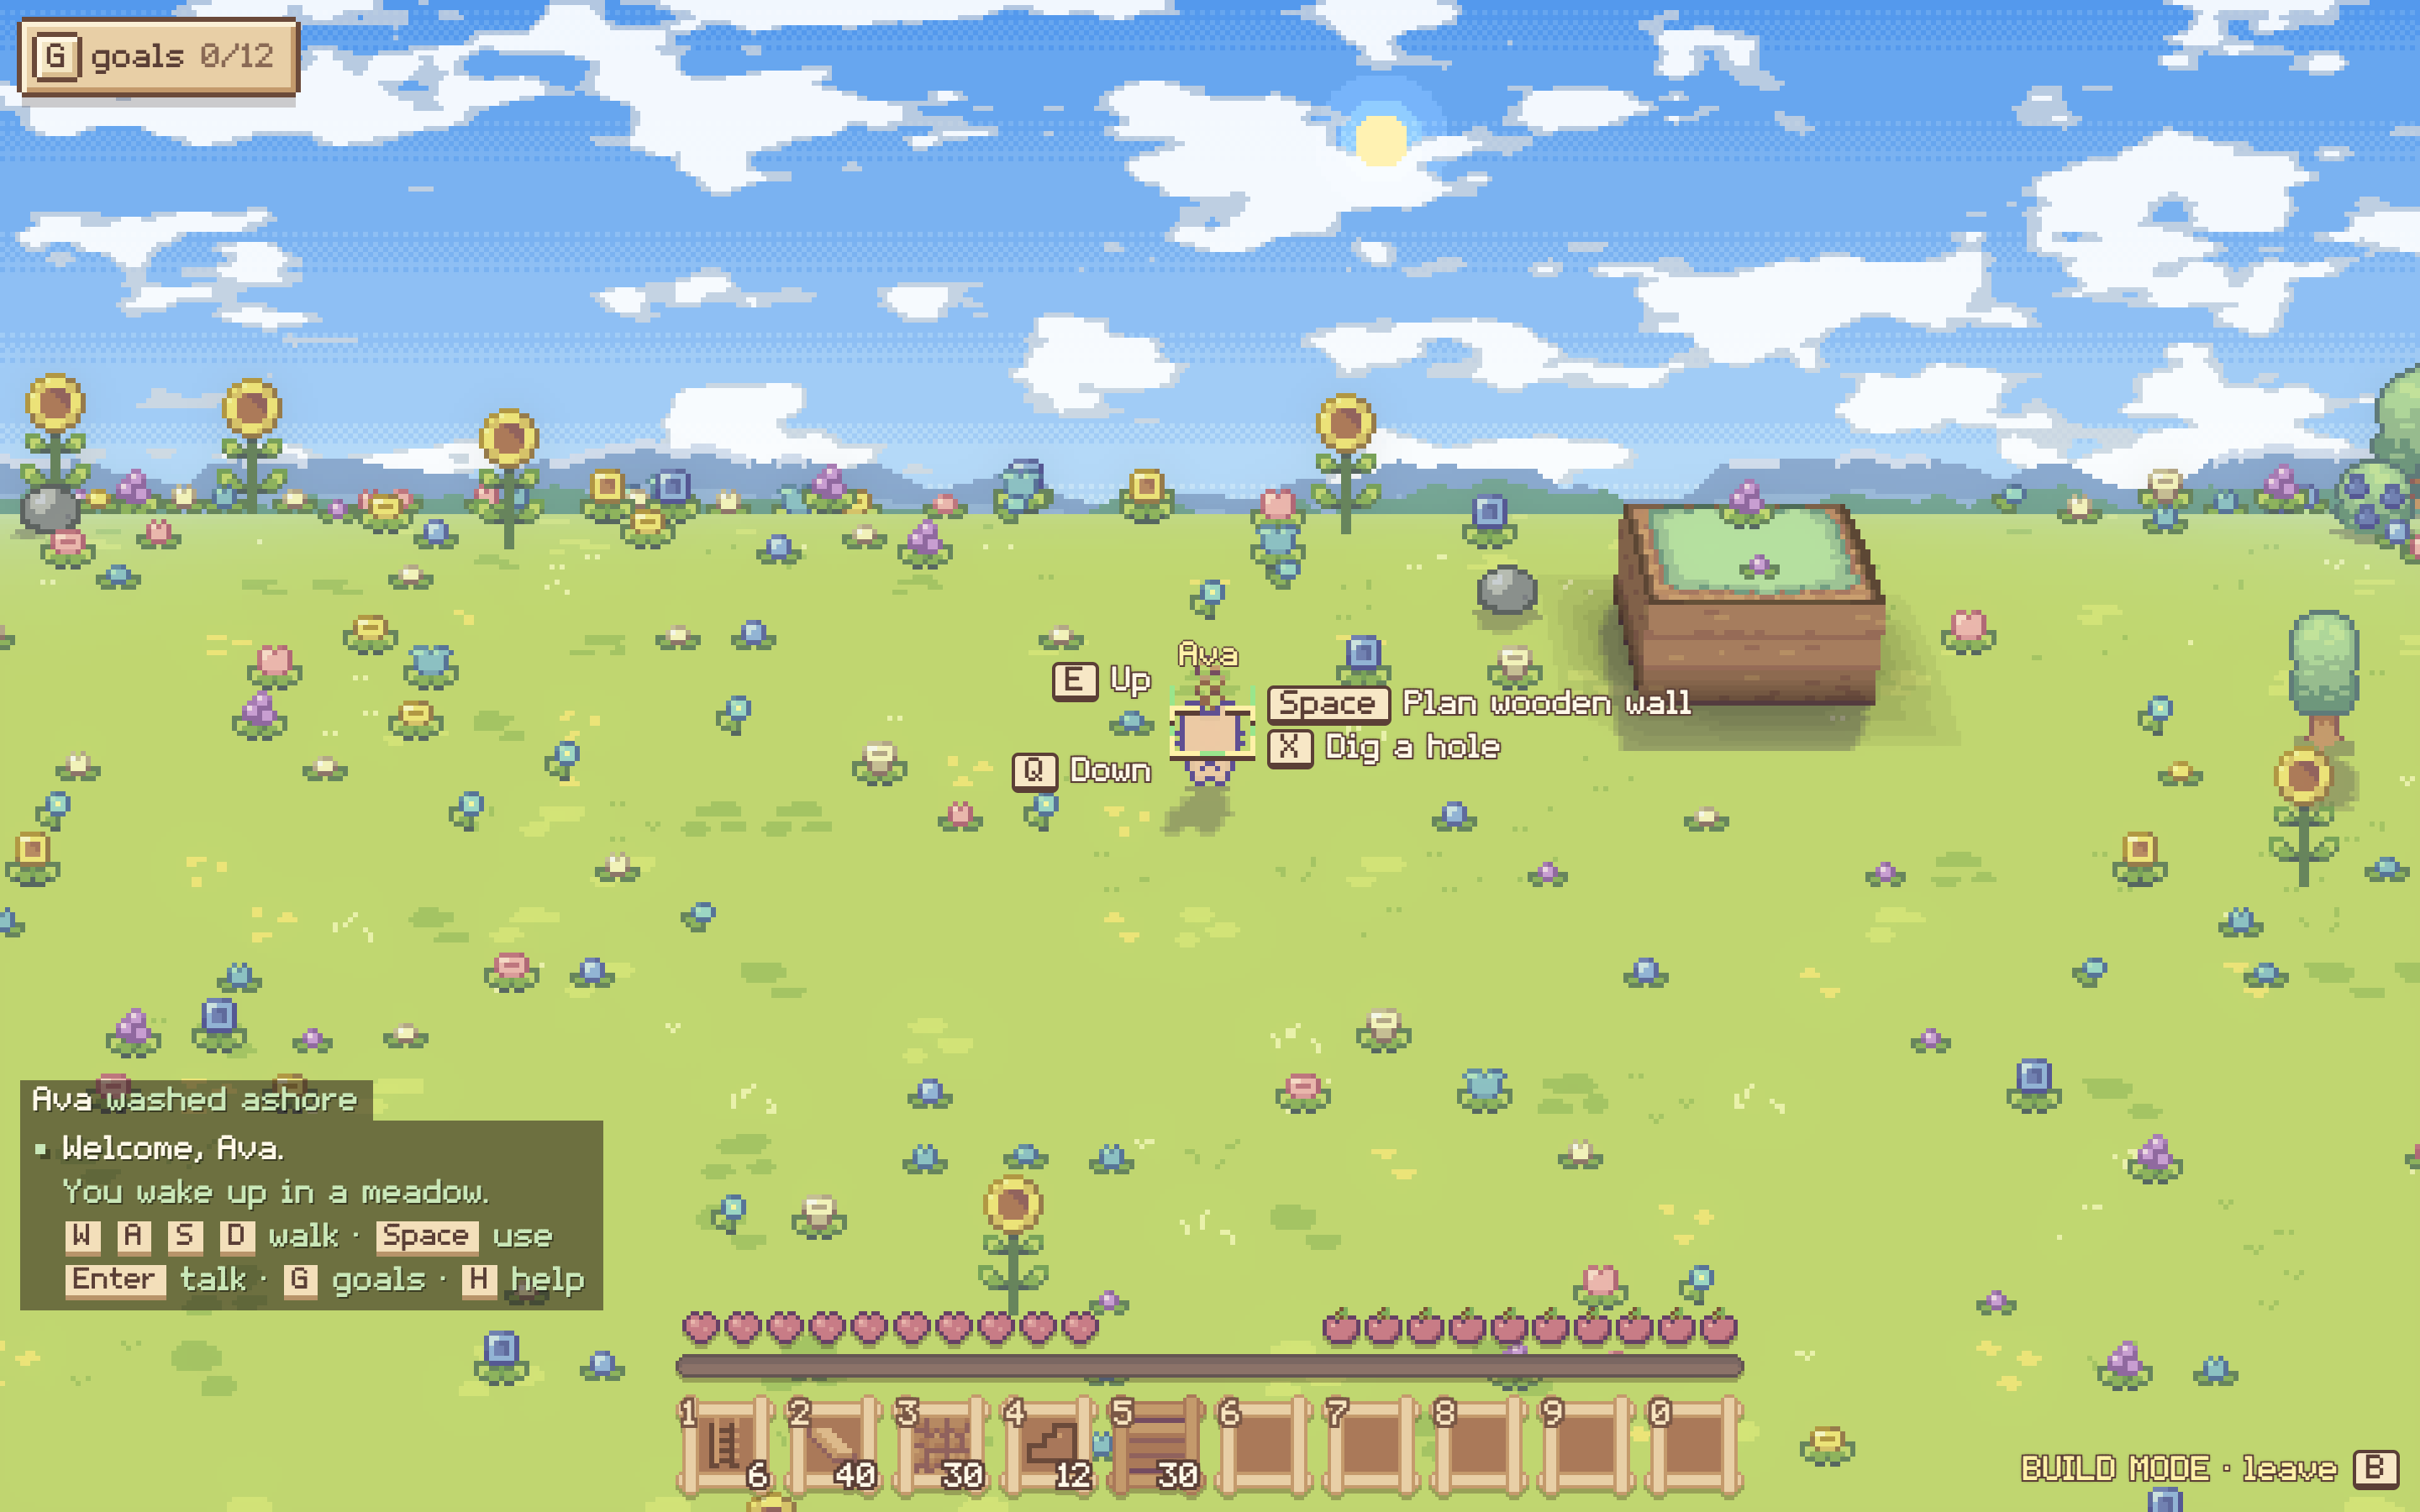 G goals 0/12
Ava
E Up
Space Plan wooden wall
X Dig a hole
Q Down
Ava washed ashore
Welcome, Ava.
You wake up in a meadow.
W A S D walk · Space use
Enter talk · G goals · H help
1 2 3 4 5 6 7 8 9 0
6 40 30 12 30
BUILD MODE · leave B